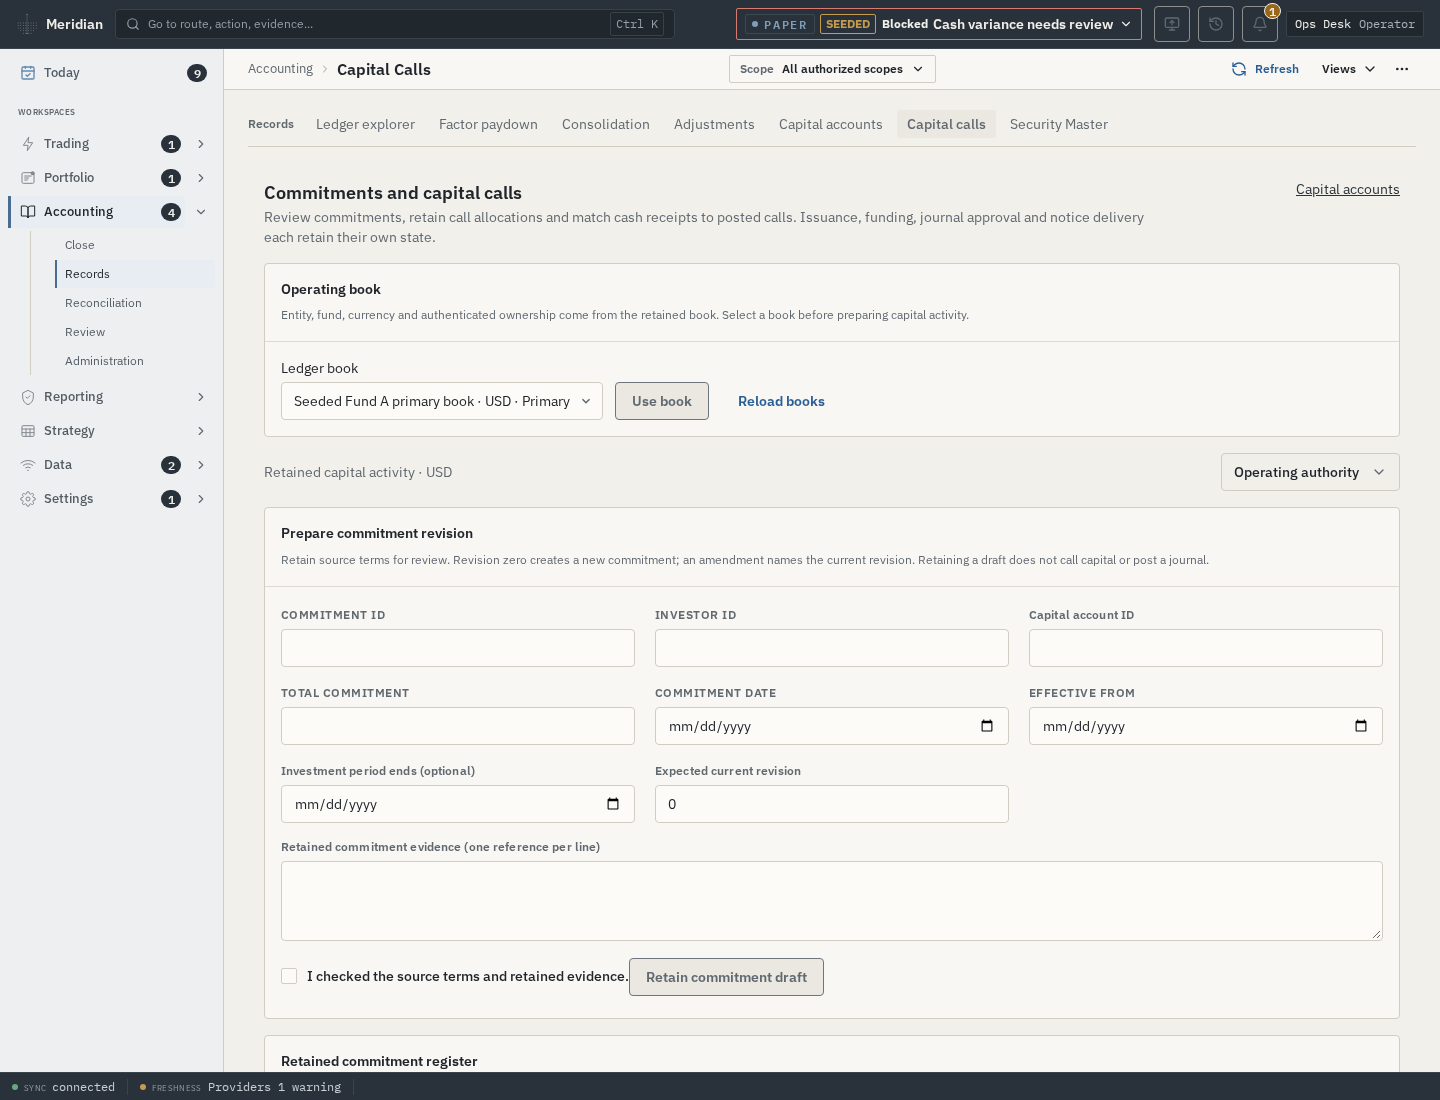 Meridian
Go to route, action, evidence...
Ctrl K
PAPER
SEEDED
Blocked Cash variance needs review
1
Ops Desk Operator
Today
9
WORKSPACES
Trading
1
Portfolio
1
Accounting
4
Close
Records
Reconciliation
Review
Administration
Reporting
Strategy
Data
2
Settings
1
Accounting
Capital Calls
Scope All authorized scopes
Refresh
Views
Records
Ledger explorer
Factor paydown
Consolidation
Adjustments
Capital accounts
Capital calls
Security Master
Commitments and capital calls
Capital accounts
Review commitments, retain call allocations and match cash receipts to posted calls. Issuance, funding, journal approval and notice delivery
each retain their own state.
Operating book
Entity, fund, currency and authenticated ownership come from the retained book. Select a book before preparing capital activity.
Ledger book
Seeded Fund A primary book · USD · Primary
Use book
Reload books
Retained capital activity · USD
Operating authority
Prepare commitment revision
Retain source terms for review. Revision zero creates a new commitment; an amendment names the current revision. Retaining a draft does not call capital or post a journal.
COMMITMENT ID
INVESTOR ID
Capital account ID
TOTAL COMMITMENT
COMMITMENT DATE
EFFECTIVE FROM
mm/dd/yyyy
mm/dd/yyyy
Investment period ends (optional)
Expected current revision
mm/dd/yyyy
0
Retained commitment evidence (one reference per line)
I checked the source terms and retained evidence.
Retain commitment draft
Retained commitment register
SYNC connected
FRESHNESS Providers 1 warning